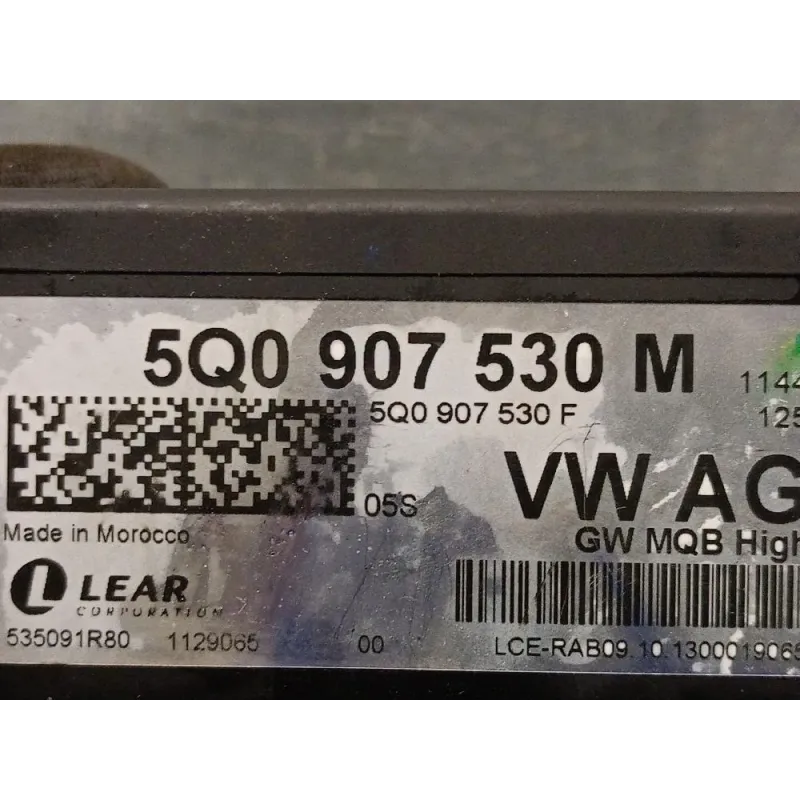 5Q0 907 530 M 1144
5Q0 907 530 F 125
05S VW AG
Made in Morocco GW MQB High
LEAR
CORPORATION
535091R80 1129065 00 LCE-RAB09.10.1300019065